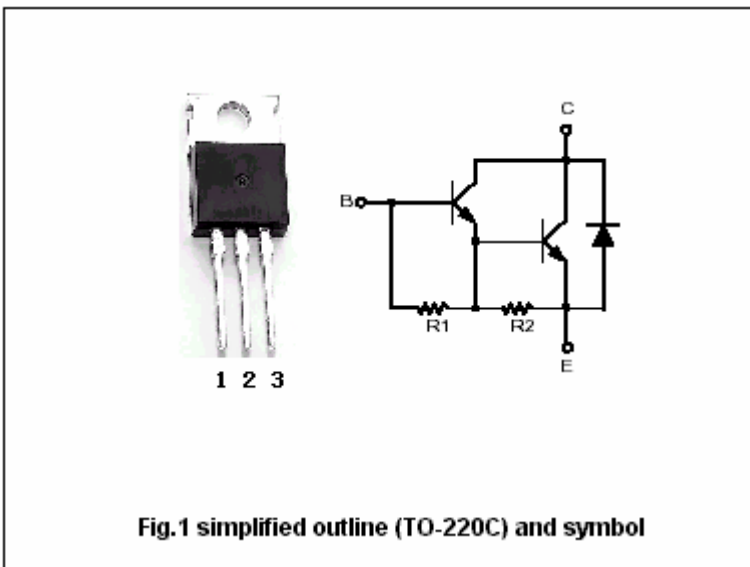 C
B
R1
R2
E
1 2 3
Fig.1 simplified outline (TO-220C) and symbol